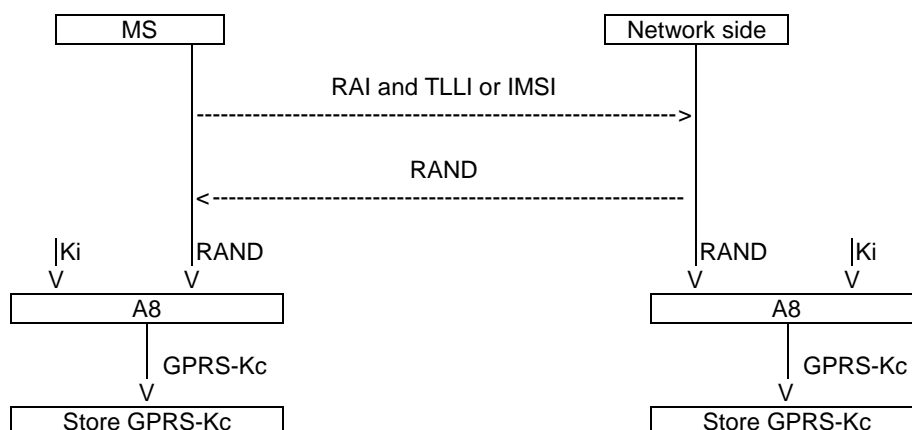 MS Network side
RAI and TLLI or IMSI
-------------------------------------------------------->
RAND
<-------------------------------------------------------
Ki RAND RAND Ki
V V V V
A8 A8
GPRS-Kc GPRS-Kc
V V
Store GPRS-Kc Store GPRS-Kc